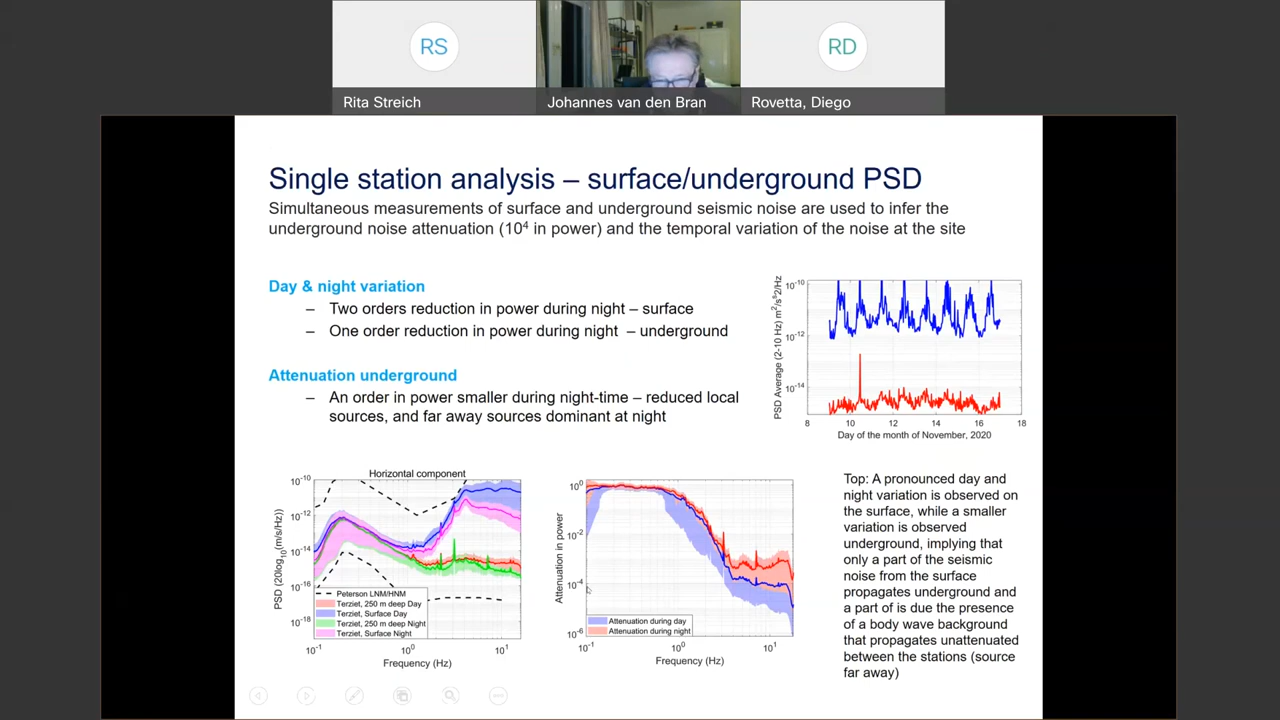 RS
RD
Rita Streich
Johannes van den Bran
Rovetta, Diego
Single station analysis – surface/underground PSD
Simultaneous measurements of surface and underground seismic noise are used to infer the
underground noise attenuation (10⁴ in power) and the temporal variation of the noise at the site
Day & night variation
– Two orders reduction in power during night – surface
– One order reduction in power during night – underground
Attenuation underground
– An order in power smaller during night-time – reduced local
sources, and far away sources dominant at night
PSD Average (2-10 Hz) m²/s⁸2/Hz
10⁻¹⁰
10⁻¹²
10⁻¹⁴
8 10 12 14 16 18
Day of the month of November, 2020
Horizontal component
PSD (20log₁₀(m/s/Hz))
10⁻¹⁰
10⁻¹²
10⁻¹⁴
10⁻¹⁶
10⁻¹⁸
Peterson LNM/HNM
Terziet, 250 m deep Day
Terziet, Surface Day
Terziet, 250 m deep Night
Terziet, Surface Night
10⁻¹ 10⁰ 10¹
Frequency (Hz)
Attenuation in power
10⁰
10⁻²
10⁻⁴
10⁻⁶
Attenuation during day
Attenuation during night
10⁻¹ 10⁰ 10¹
Frequency (Hz)
Top: A pronounced day and
night variation is observed on
the surface, while a smaller
variation is observed
underground, implying that
only a part of the seismic
noise from the surface
propagates underground and
a part of is due the presence
of a body wave background
that propagates unattenuated
between the stations (source
far away)